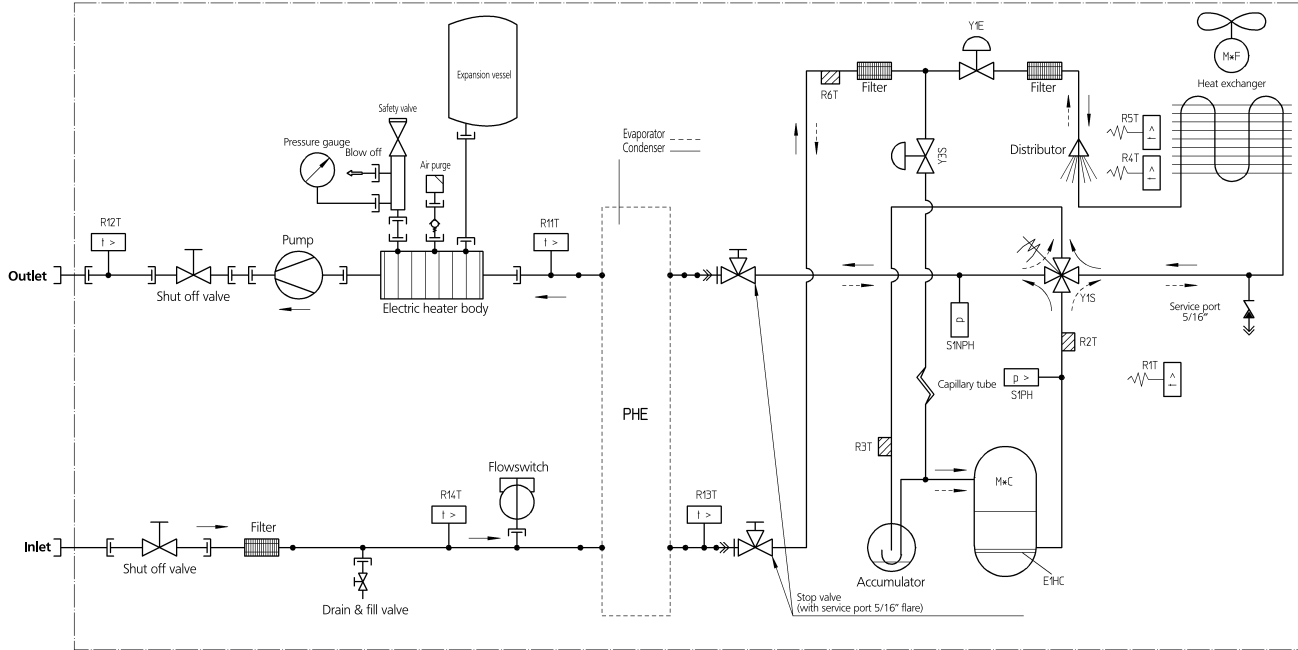 Y1E
M*F
Expansion vessel
R6T
Filter
Filter
Heat exchanger
Safety valve
Pressure gauge
Blow off
Air purge
Evaporator
Condenser
Y3S
Distributor
R5T
t >
R4T
t >
R12T
t >
Pump
R11T
t >
Outlet
Shut off valve
Electric heater body
Y1S
Service port
5/16"
p
S1NPH
R2T
p >
S1PH
R1T
t >
Capillary tube
PHE
R3T
Flowswitch
M*C
R14T
t >
R13T
t >
Inlet
Filter
Shut off valve
Drain & fill valve
Accumulator
E1HC
Stop valve
(with service port 5/16" flare)